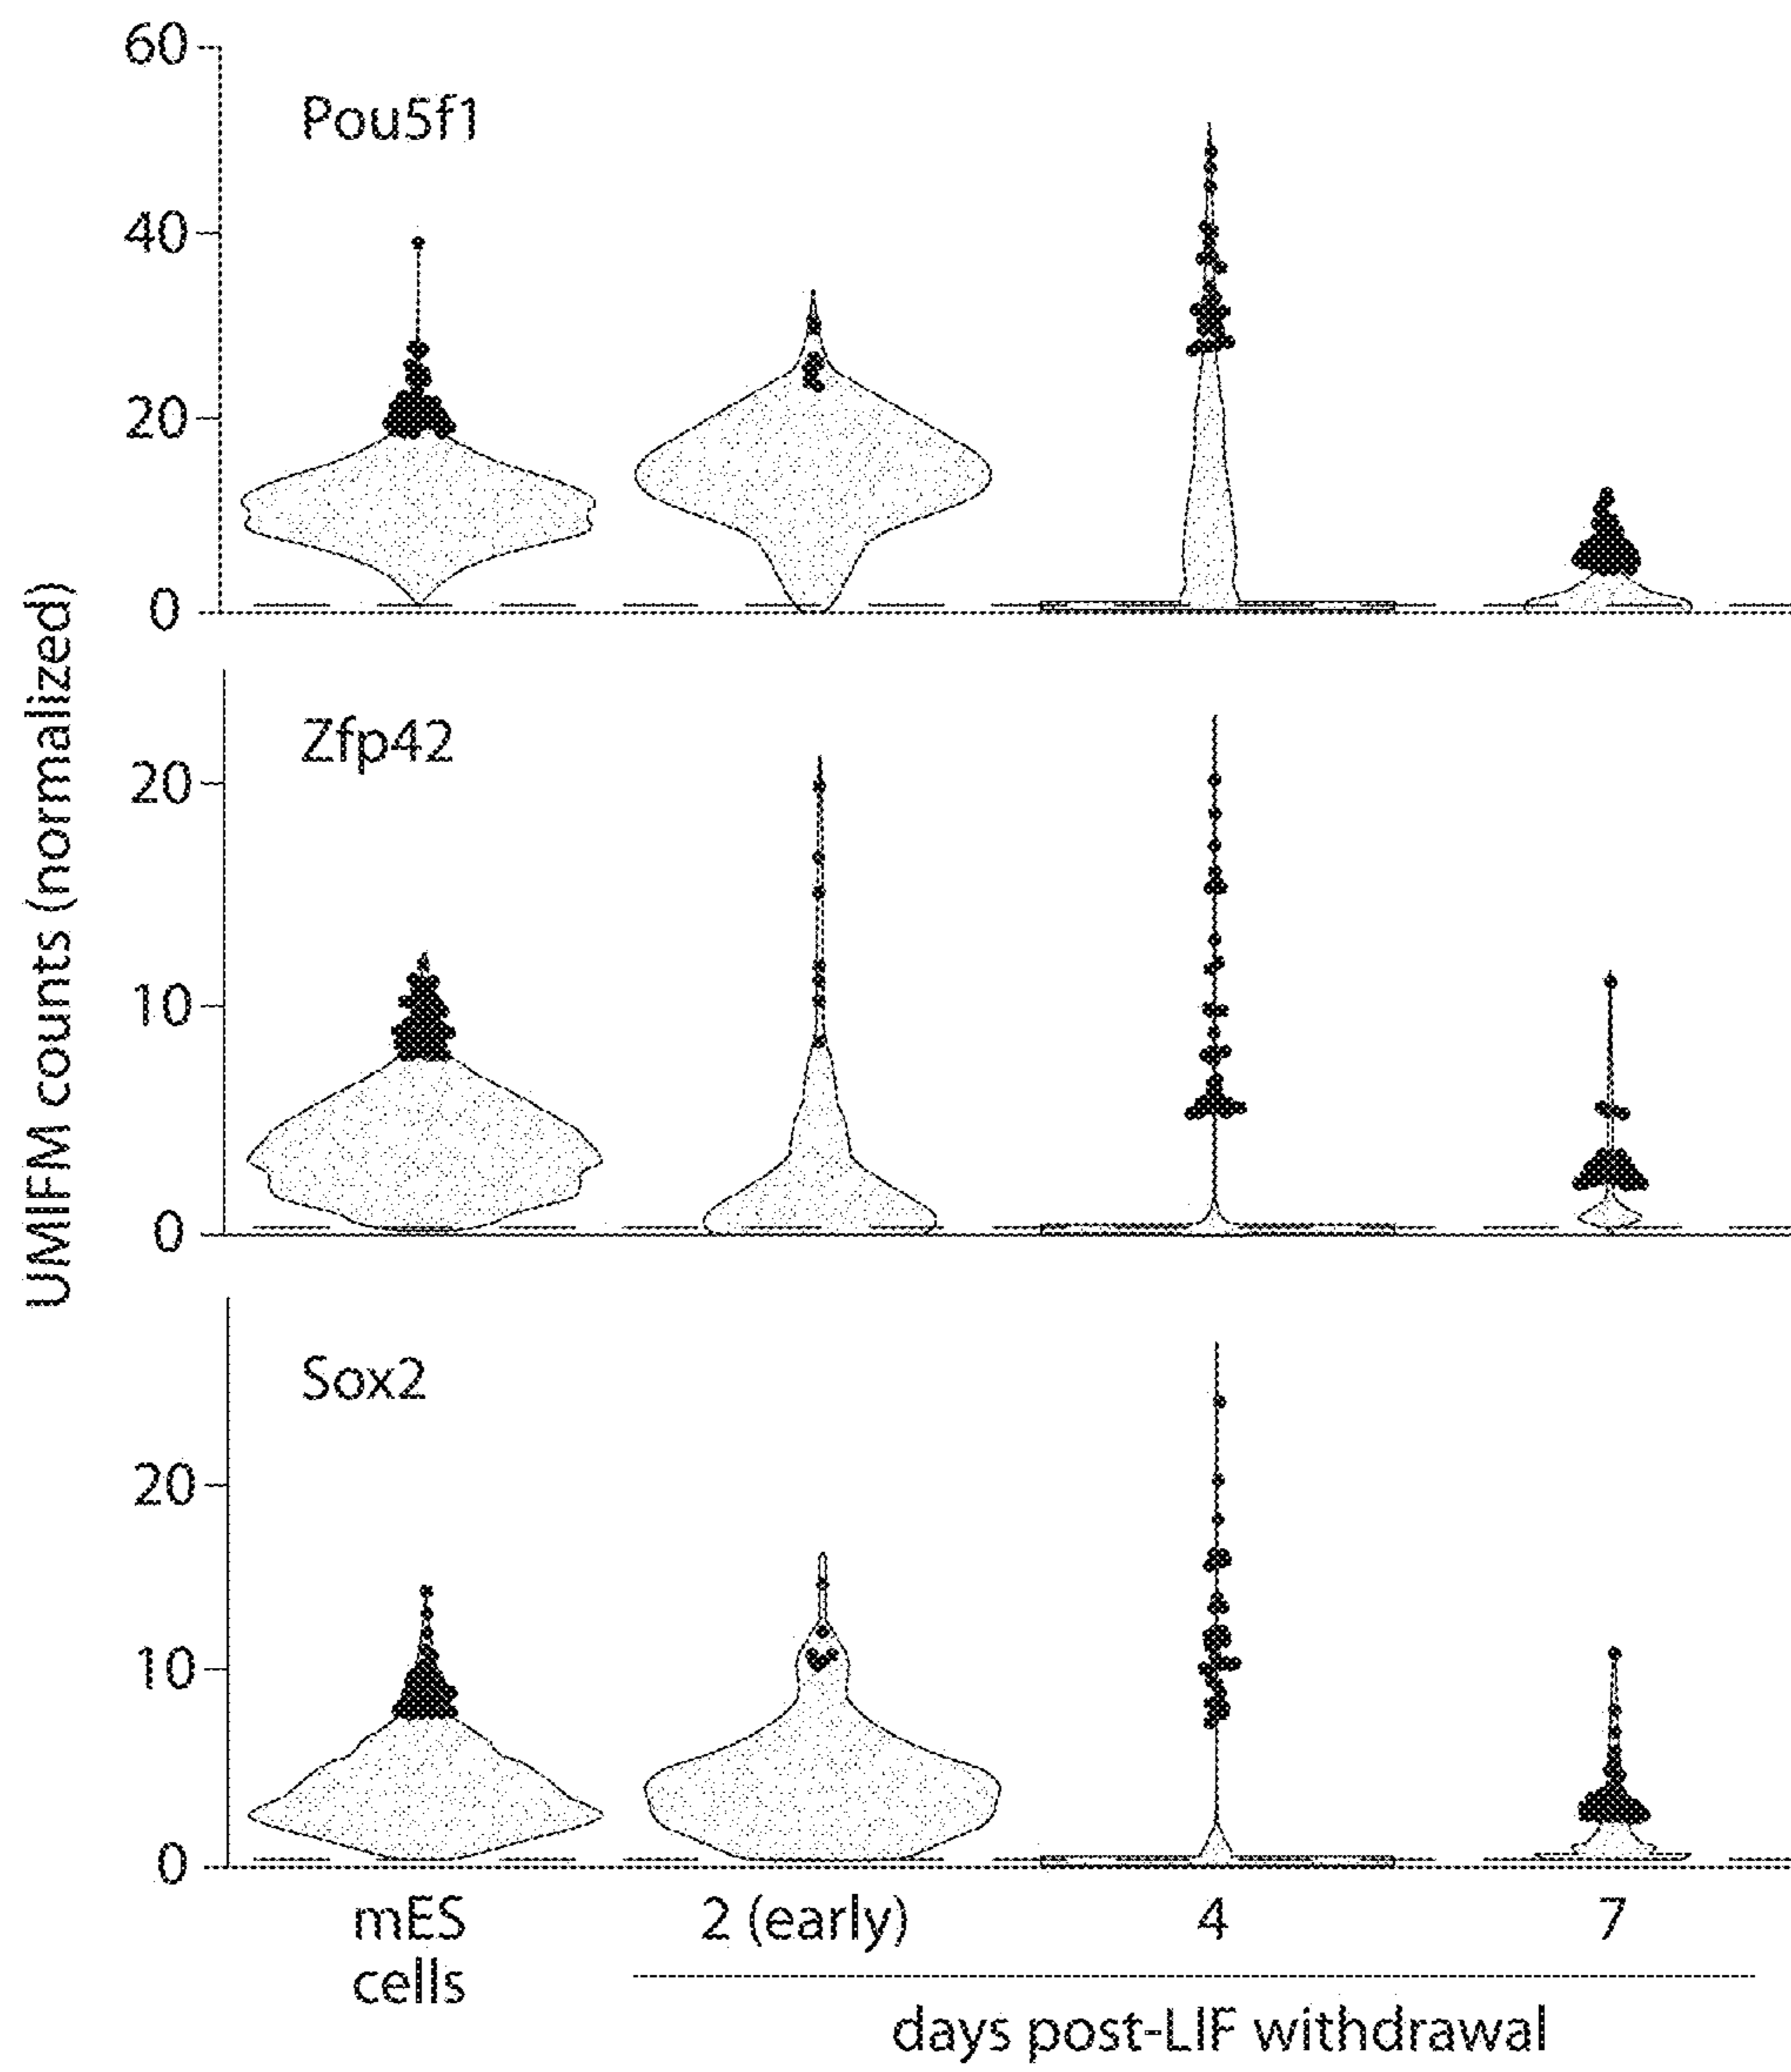 UMIFM counts (normalized)
60
Pou5f1
40
20
0
Zfp42
20
10
0
Sox2
20
10
0
mES cells
2 (early)
4
7
days post-LIF withdrawal